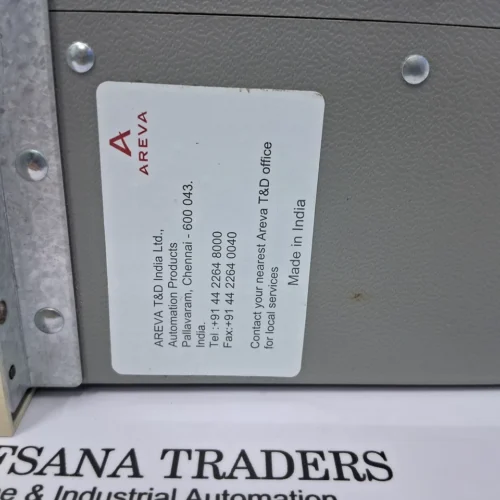 AREVA
AREVA T&D India Ltd.,
Automation Products
Pallavaram, Chennai - 600 043.
India.
Tel :+91 44 2264 8000
Fax:+91 44 2264 0040
Contact your nearest Areva T&D office
for local services
Made in India
FSANA TRADERS
& Industrial Automation